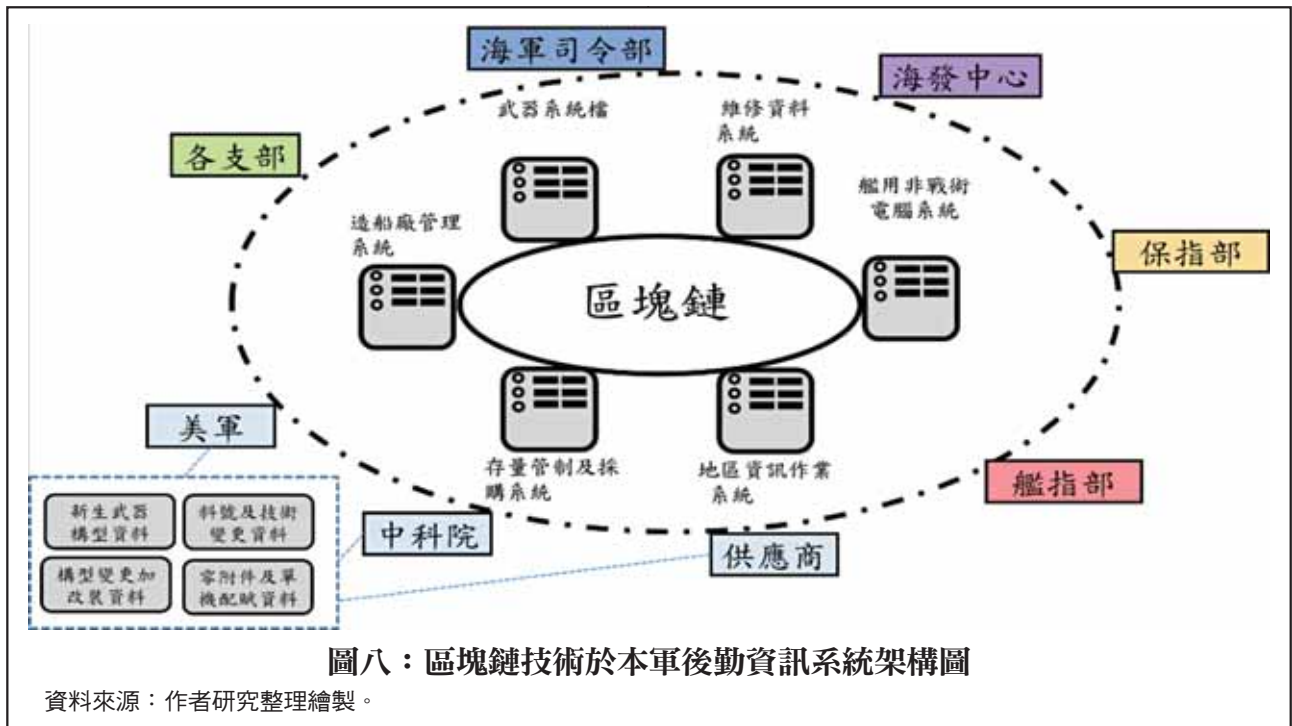 海軍司令部
海發中心
武器系統檔
維修資料
系統
各支部
艦用非戰術
電腦系統
造船廠管理
系統
保指部
區塊鏈
美軍
存量管制及採
購系統
地區資訊作業
系統
艦指部
新生武器
構型資料
料號及技術
變更資料
中科院
供應商
構型變更加
改裝資料
零附件及單
機配賦資料
圖八：區塊鏈技術於本軍後勤資訊系統架構圖
資料來源：作者研究整理繪製。